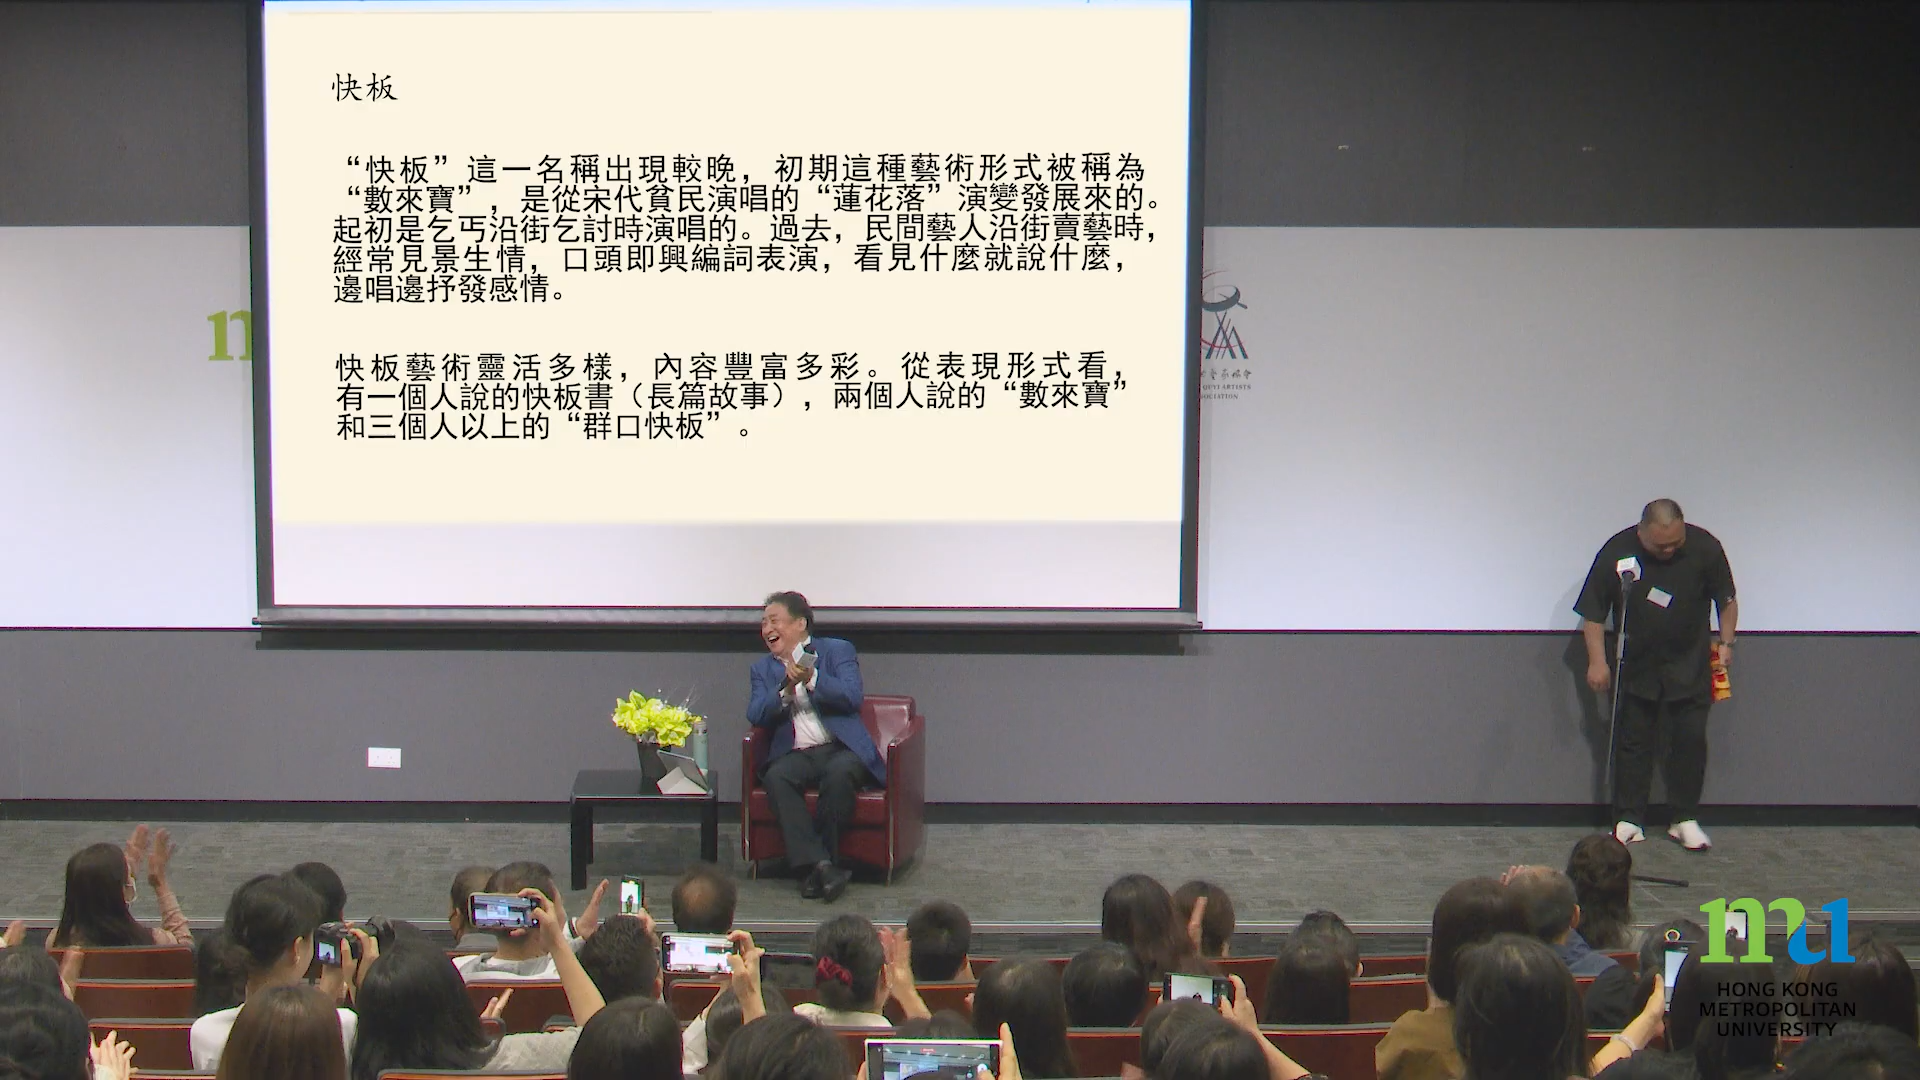 快板
“快板”這一名稱出現較晚，初期這種藝術形式被稱為
“數來寶”，是從宋代貧民演唱的“蓮花落”演變發展來的。
起初是乞丐沿街乞討時演唱的。過去，民間藝人沿街賣藝時，
經常見景生情，口頭即興編詞表演，看見什麼就說什麼，
邊唱邊抒發感情。
快板藝術靈活多樣，內容豐富多彩。從表現形式看，
有一個人說的快板書（長篇故事），兩個人說的“數來寶”
和三個人以上的“群口快板”。
QUYI ARTISTS
mu
HONG KONG
METROPOLITAN
UNIVERSITY